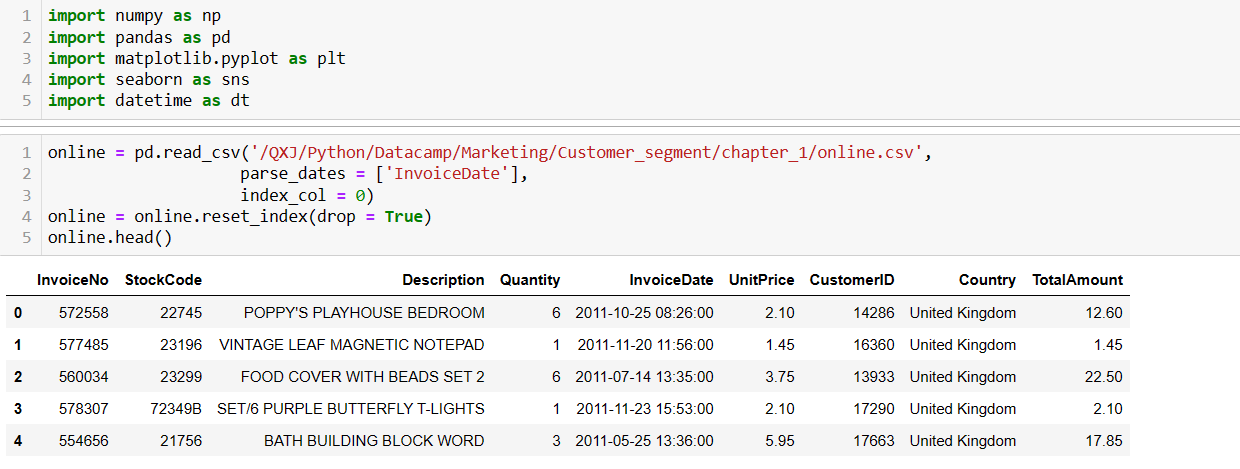 1 import numpy as np
2 import pandas as pd
3 import matplotlib.pyplot as plt
4 import seaborn as sns
5 import datetime as dt
1 online = pd.read_csv('/QXJ/Python/Datacamp/Marketing/Customer_segment/chapter_1/online.csv',
2 parse_dates = ['InvoiceDate'],
3 index_col = 0)
4 online = online.reset_index(drop = True)
5 online.head()
InvoiceNo StockCode Description Quantity InvoiceDate UnitPrice CustomerID Country TotalAmount
0 572558 22745 POPPY'S PLAYHOUSE BEDROOM 6 2011-10-25 08:26:00 2.10 14286 United Kingdom 12.60
1 577485 23196 VINTAGE LEAF MAGNETIC NOTEPAD 1 2011-11-20 11:56:00 1.45 16360 United Kingdom 1.45
2 560034 23299 FOOD COVER WITH BEADS SET 2 6 2011-07-14 13:35:00 3.75 13933 United Kingdom 22.50
3 578307 72349B SET/6 PURPLE BUTTERFLY T-LIGHTS 1 2011-11-23 15:53:00 2.10 17290 United Kingdom 2.10
4 554656 21756 BATH BUILDING BLOCK WORD 3 2011-05-25 13:36:00 5.95 17663 United Kingdom 17.85